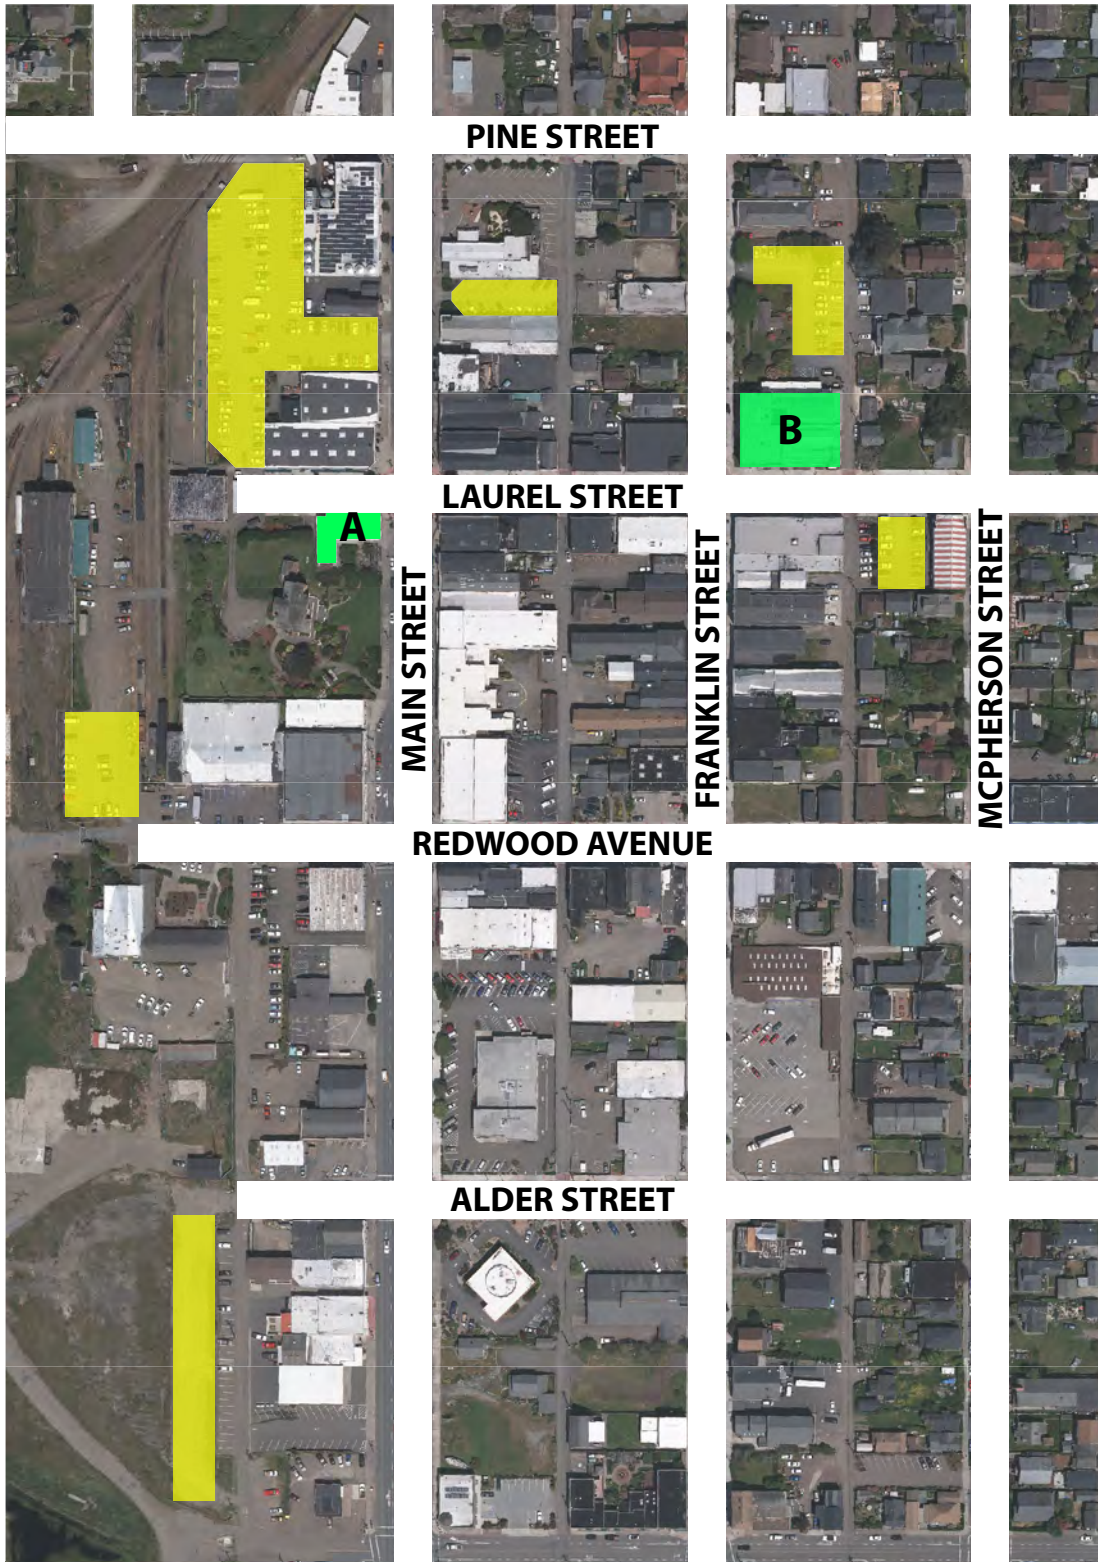 PINE STREET
B
LAUREL STREET
A
MAIN STREET
FRANKLIN STREET
MCPHERSON STREET
REDWOOD AVENUE
ALDER STREET